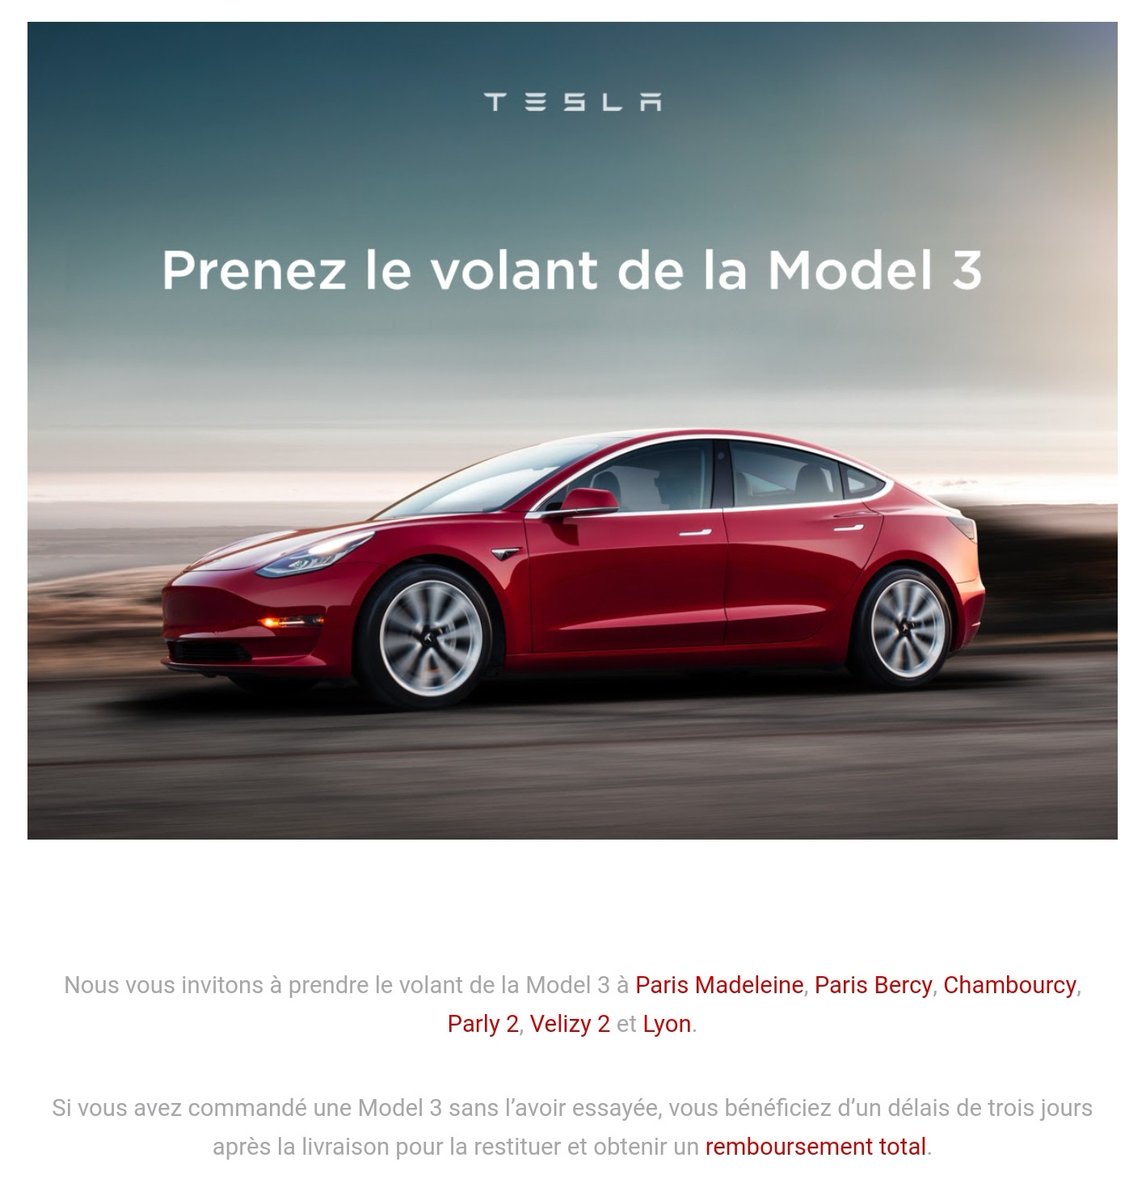 TESLA
Prenez le volant de la Model 3
Nous vous invitons à prendre le volant de la Model 3 à Paris Madeleine, Paris Bercy, Chambourcy,
Parly 2, Velizy 2 et Lyon.
Si vous avez commandé une Model 3 sans l’avoir essayée, vous bénéficiez d’un délais de trois jours
après la livraison pour la restituer et obtenir un remboursement total.